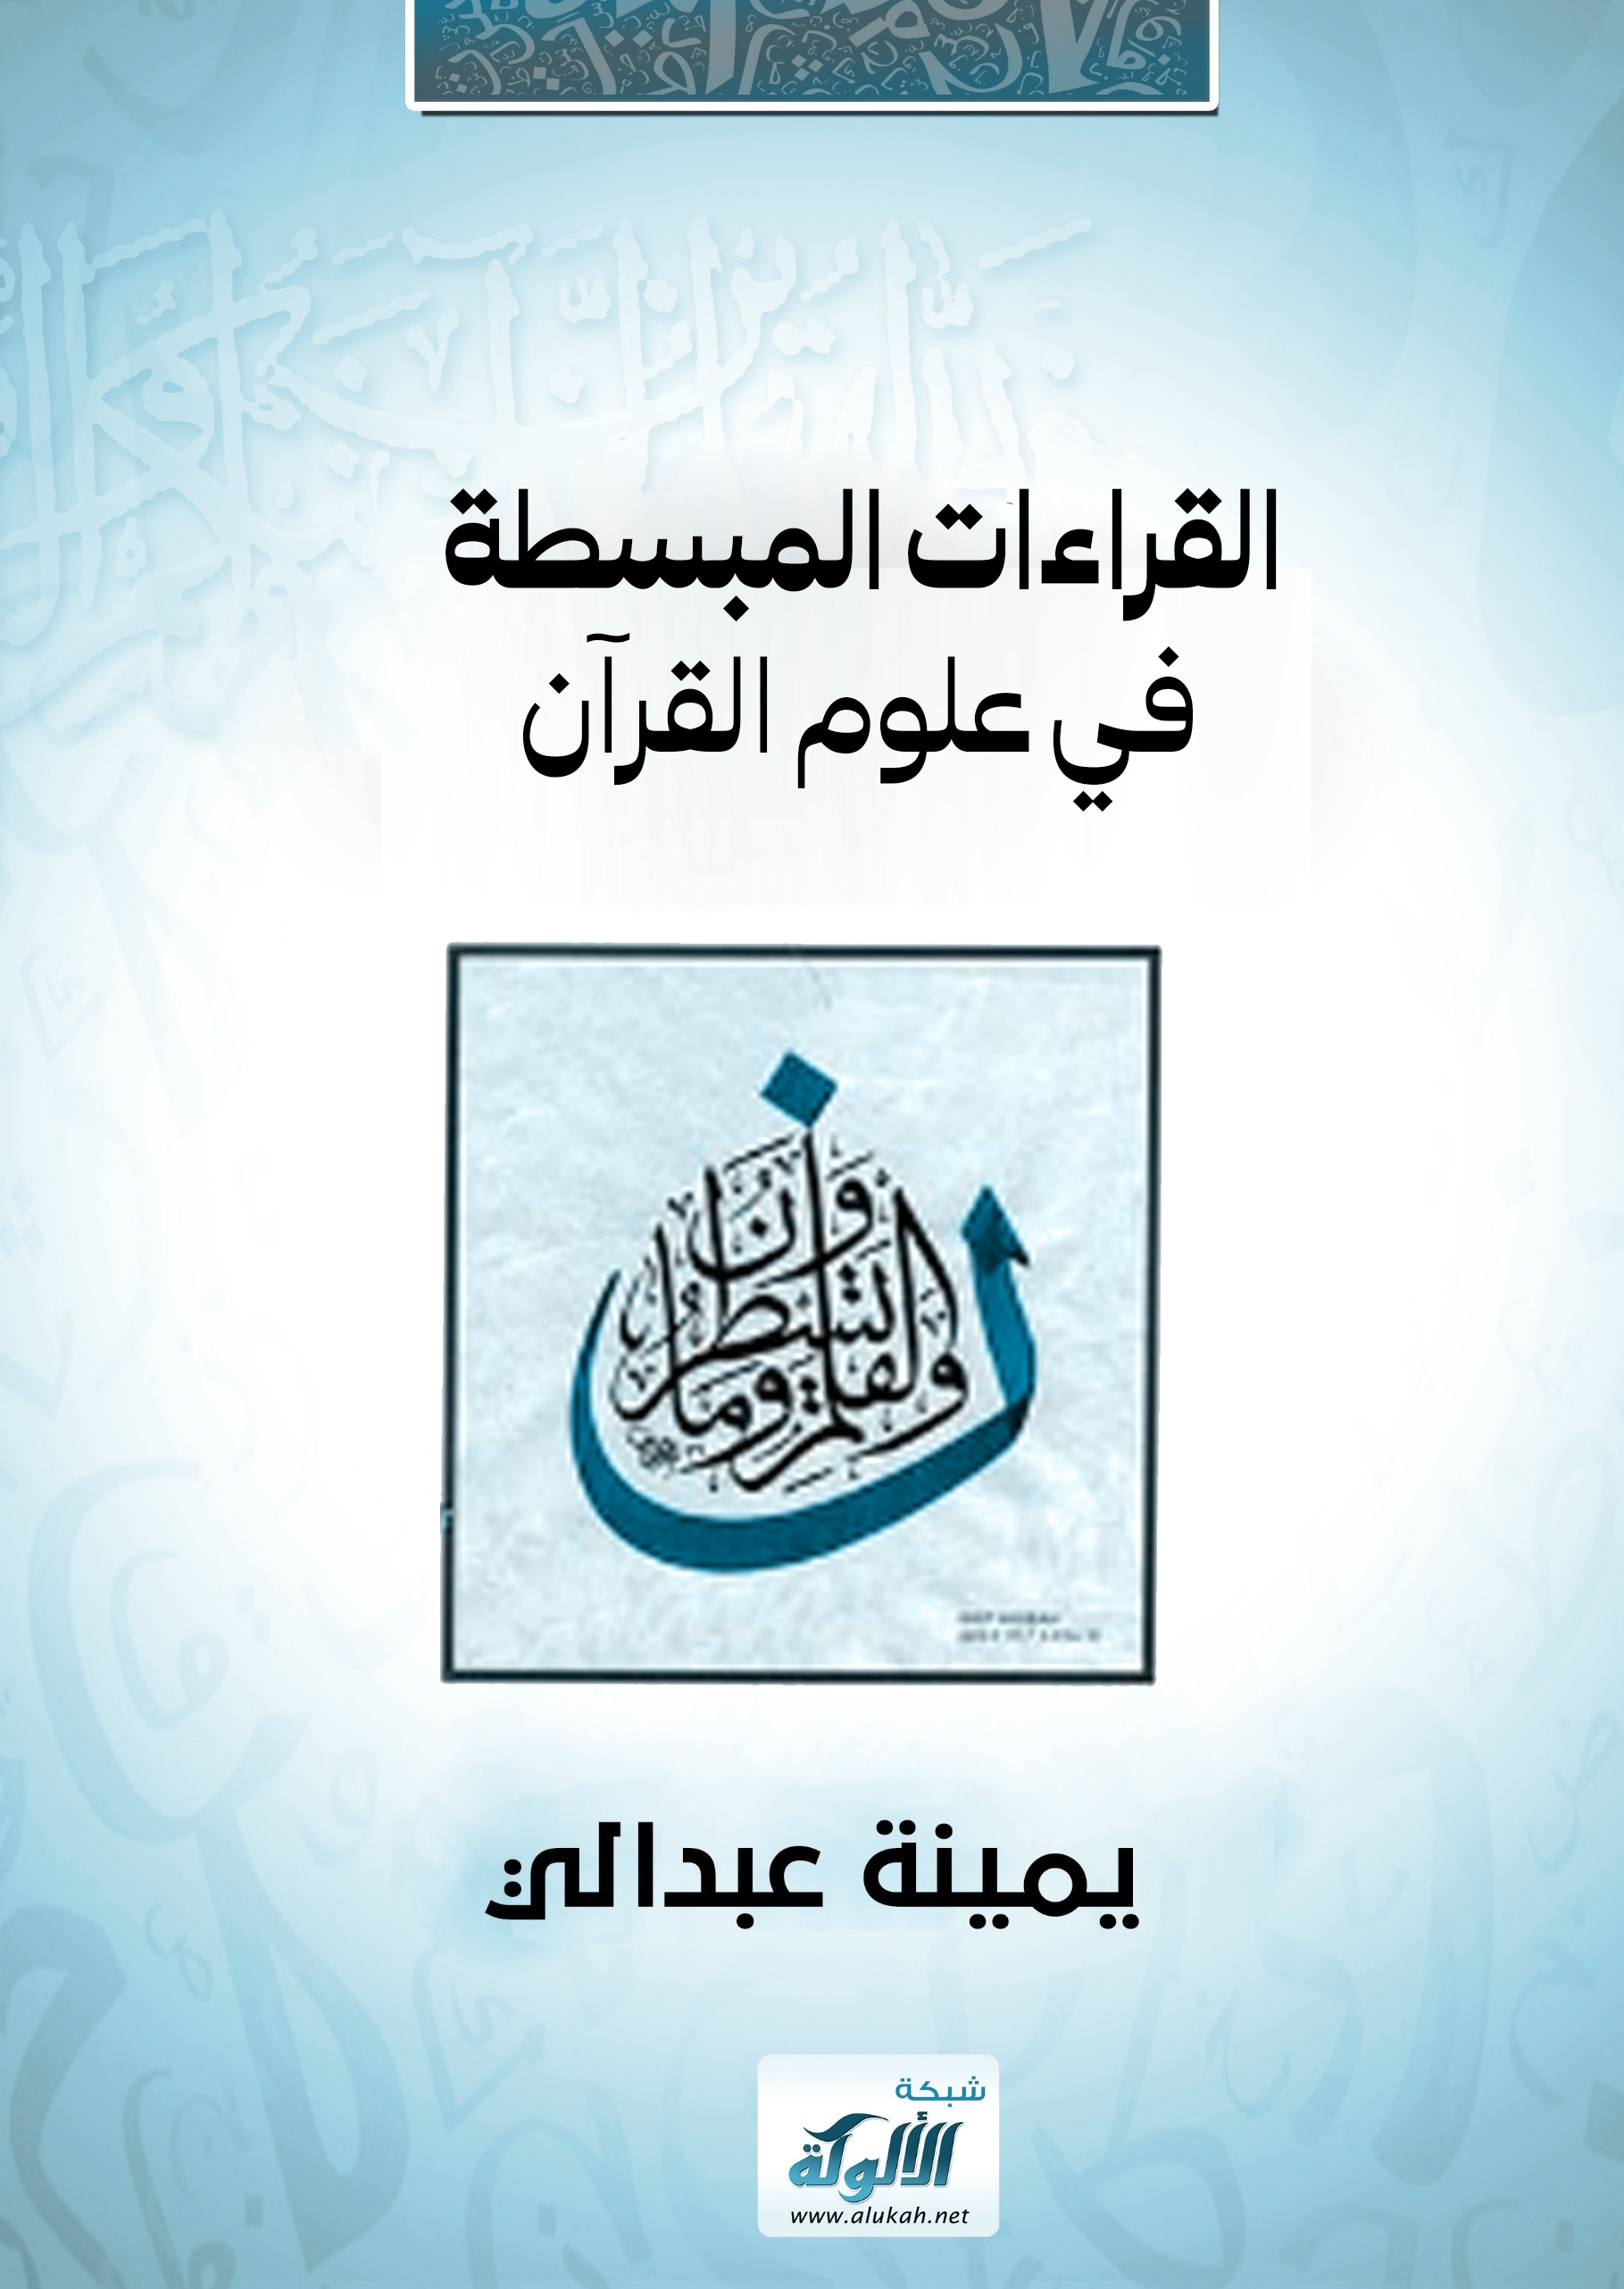 القراءات المبسطة
في علوم القرآن
ن
والقلم وما يسطرون
يمينة عبدالي
شبكة
الألوكة
www.alukah.net